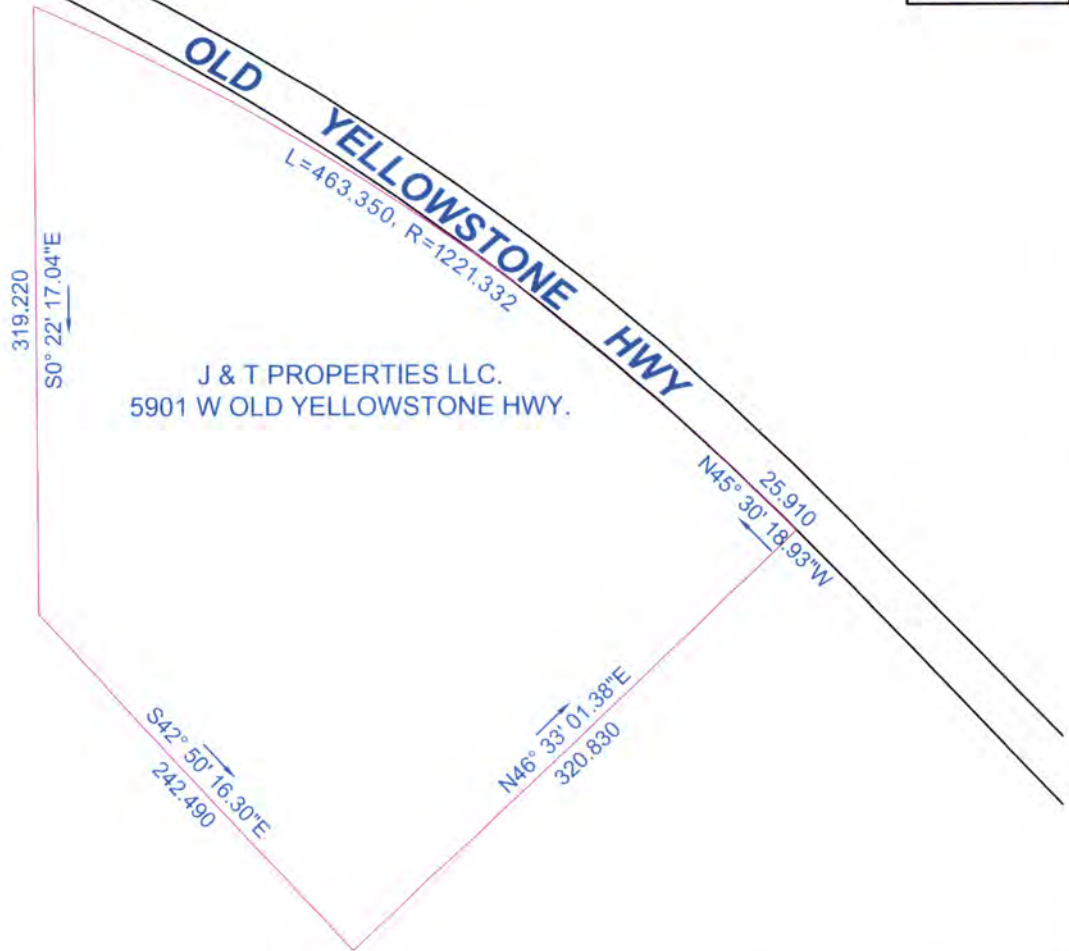 OLD YELLOWSTONE HWY
L=463.350, R=1221.332
319.220
S0° 22' 17.04"E
J & T PROPERTIES LLC.
5901 W OLD YELLOWSTONE HWY.
25.910
N45° 30' 18.93"W
S42° 50' 16.30"E
242.490
N46° 33' 01.38"E
320.830